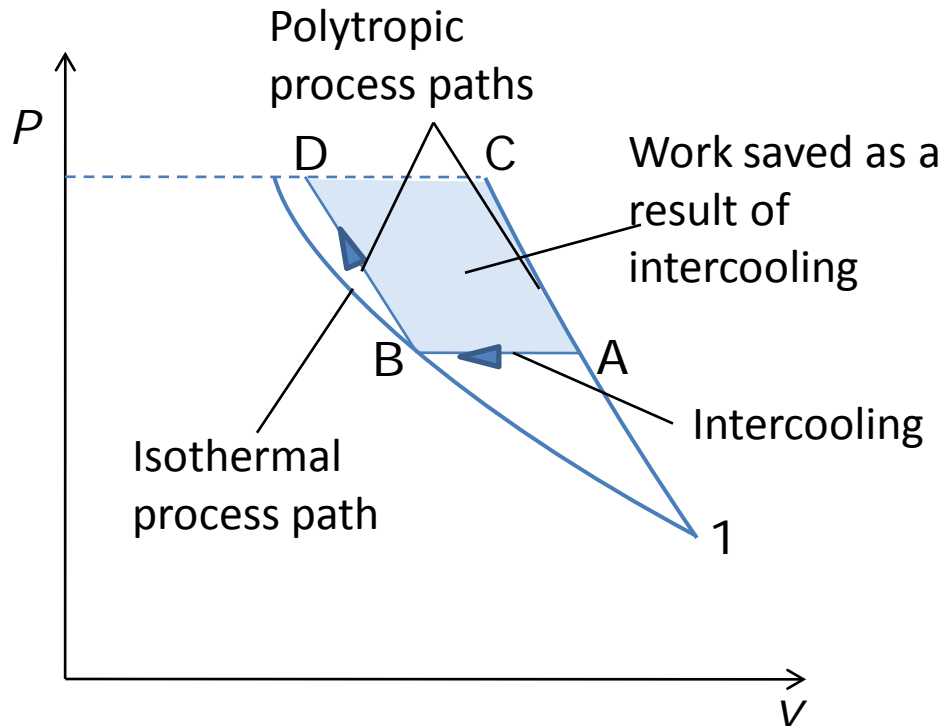 Polytropic
process paths
P
D
C
Work saved as a
result of
intercooling
B
A
Intercooling
Isothermal
process path
1
v